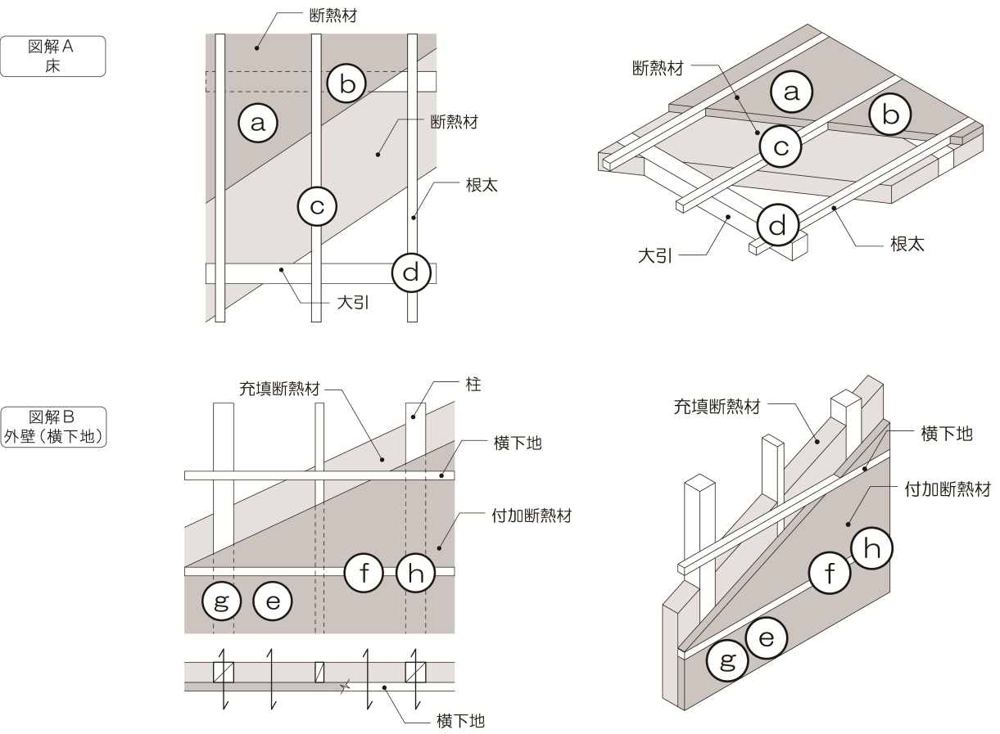 図解A
床
断熱材
b
a
断熱材
根太
c
d
大引
断熱材
a
b
c
d
大引
根太
図解B
外壁（横下地）
充填断熱材
柱
横下地
付加断熱材
f
h
g
e
横下地
充填断熱材
横下地
付加断熱材
h
f
e
g